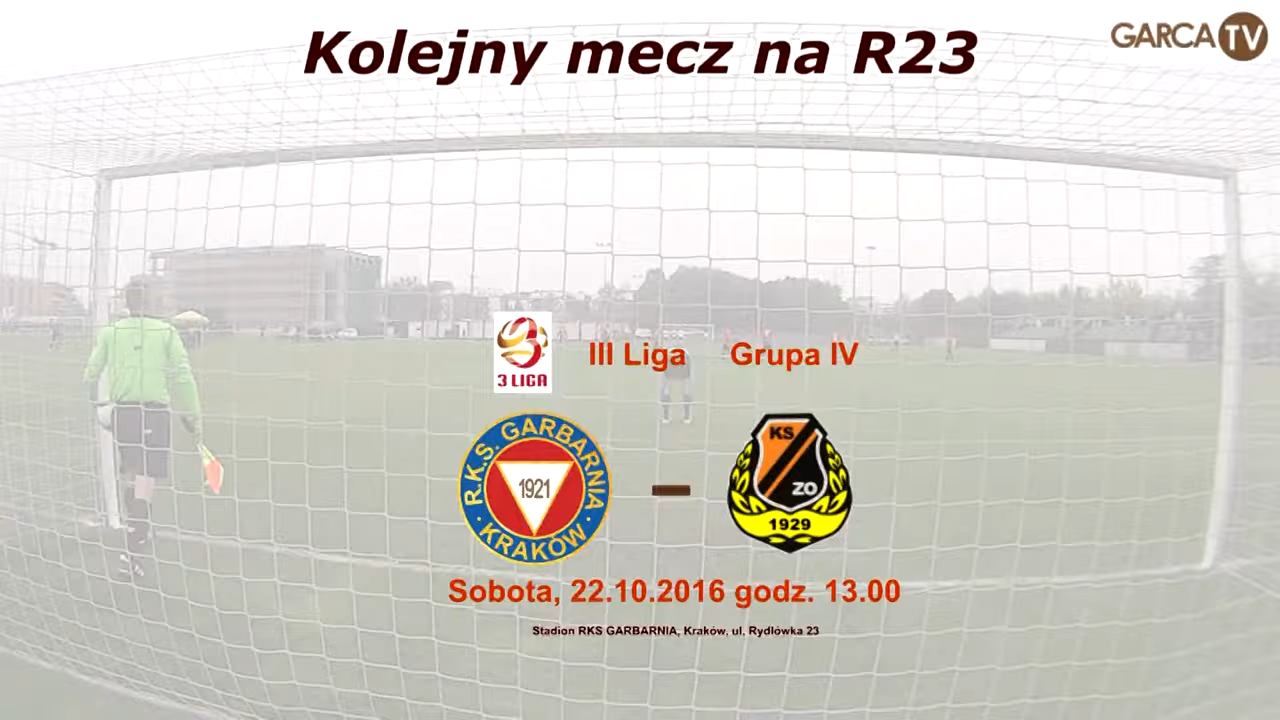 Kolejny mecz na R23
GARCA TV
3 LIGA
III Liga Grupa IV
R.K.S. GARBARNIA
1921
· KRAKÓW ·
KS
ZO
1929
Sobota, 22.10.2016 godz. 13.00
Stadion RKS GARBARNIA, Kraków, ul. Rydlówka 23